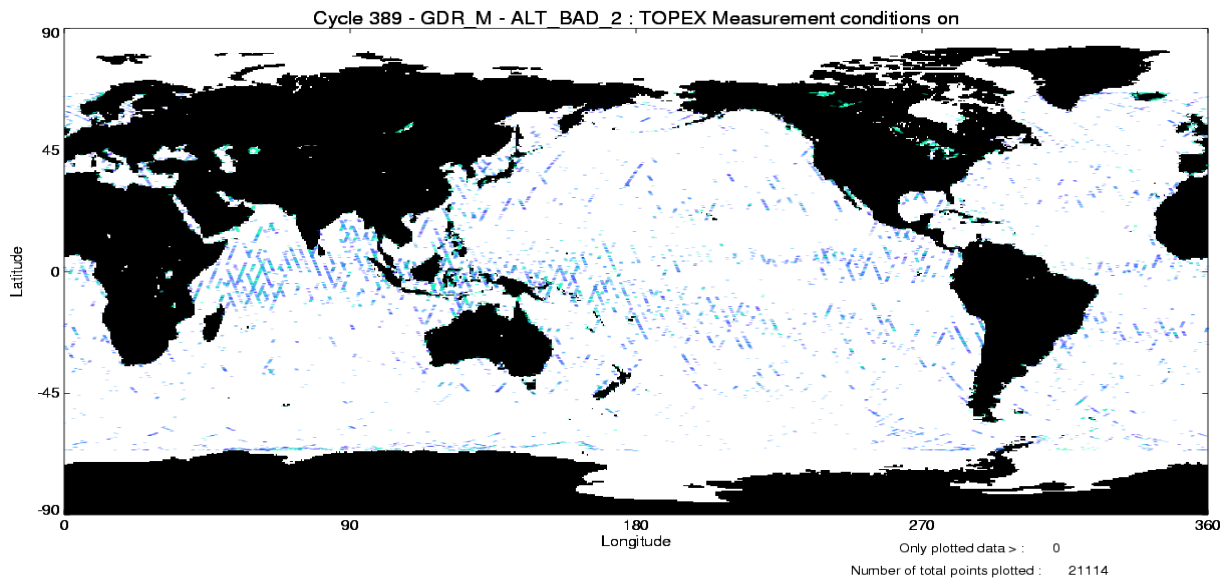 Cycle 389 - GDR_M - ALT_BAD_2 : TOPEX Measurement conditions on
90
45
0
-45
-90
Latitude
0 90 180 270 360
Longitude
Only plotted data > : 0
Number of total points plotted : 21114